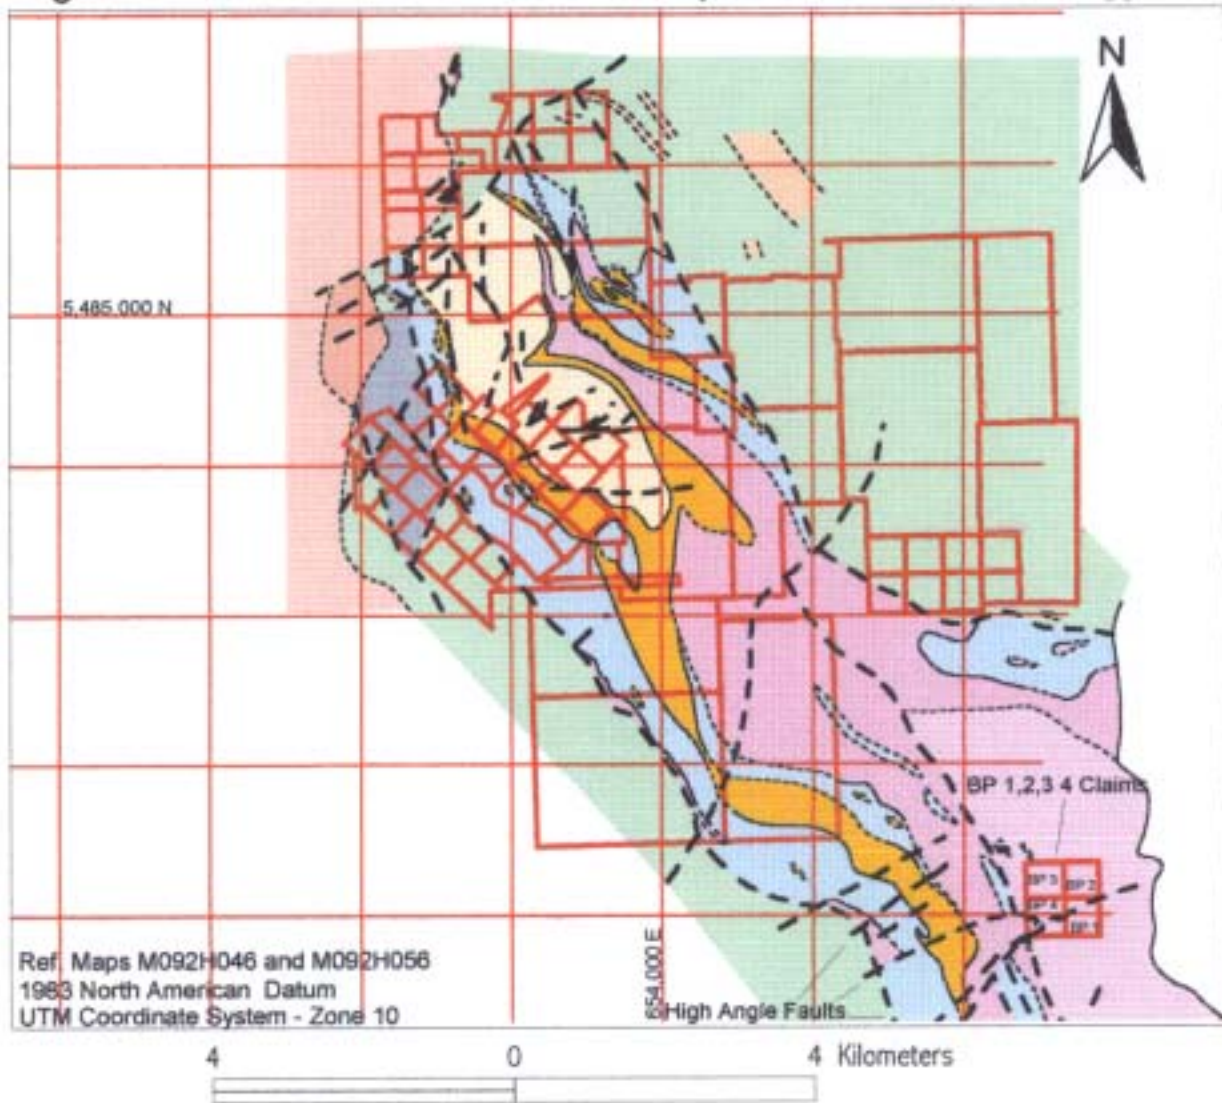 N
5,485,000 N
BP 1,2,3 4 Claims
BP 3
BP 2
BP 4
BP 1
654,000 E
Ref. Maps M092H046 and M092H056
1983 North American Datum
UTM Coordinate System - Zone 10
High Angle Faults
4 0 4 Kilometers